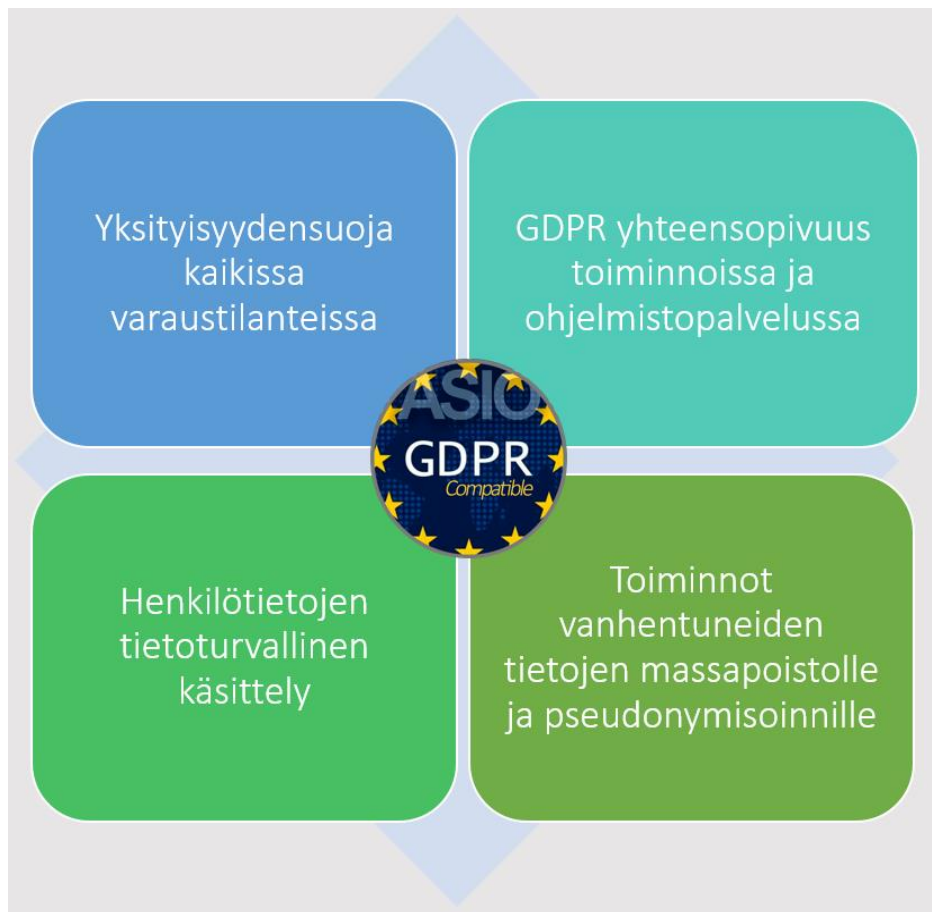 Yksityisyydensuoja
kaikissa
varaustilanteissa
GDPR yhteensopivuus
toiminnoissa ja
ohjelmistopalvelussa
ASIO
GDPR
Compatible
Henkilötietojen
tietoturvallinen
käsittely
Toiminnot
vanhentuneiden
tietojen massapoistolle
ja pseudonymisoinnille